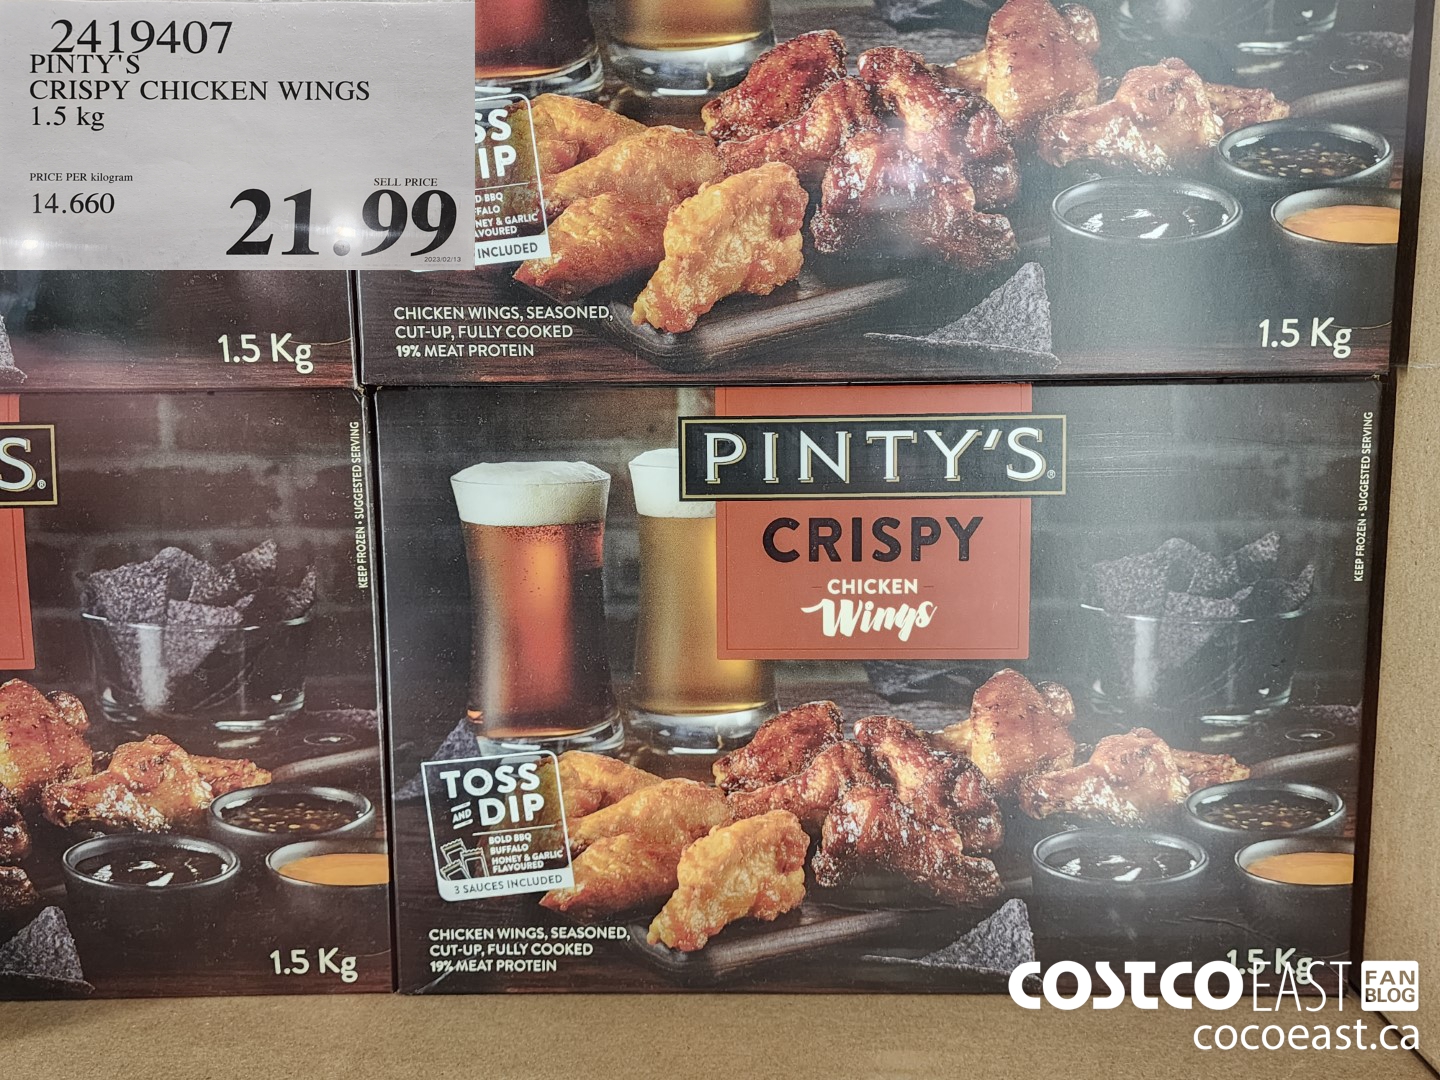 2419407
PINTY'S
CRISPY CHICKEN WINGS
1.5 kg
PRICE PER kilogram
14.660
SELL PRICE
21.99
2023/02/13
SS
IP
D BBQ
FALO
NEY & GARLIC
AVOURED
INCLUDED
CHICKEN WINGS, SEASONED,
CUT-UP, FULLY COOKED
19% MEAT PROTEIN
1.5 Kg
1.5 Kg
S®
KEEP FROZEN • SUGGESTED SERVING
1.5 Kg
PINTY'S®
CRISPY
CHICKEN
Wings
KEEP FROZEN • SUGGESTED SERVING
TOSS
AND DIP
BOLD BBQ
BUFFALO
HONEY & GARLIC
FLAVOURED
3 SAUCES INCLUDED
CHICKEN WINGS, SEASONED,
CUT-UP, FULLY COOKED
19% MEAT PROTEIN
1.5 Kg
COSTCO EAST FAN BLOG
cocoeast.ca